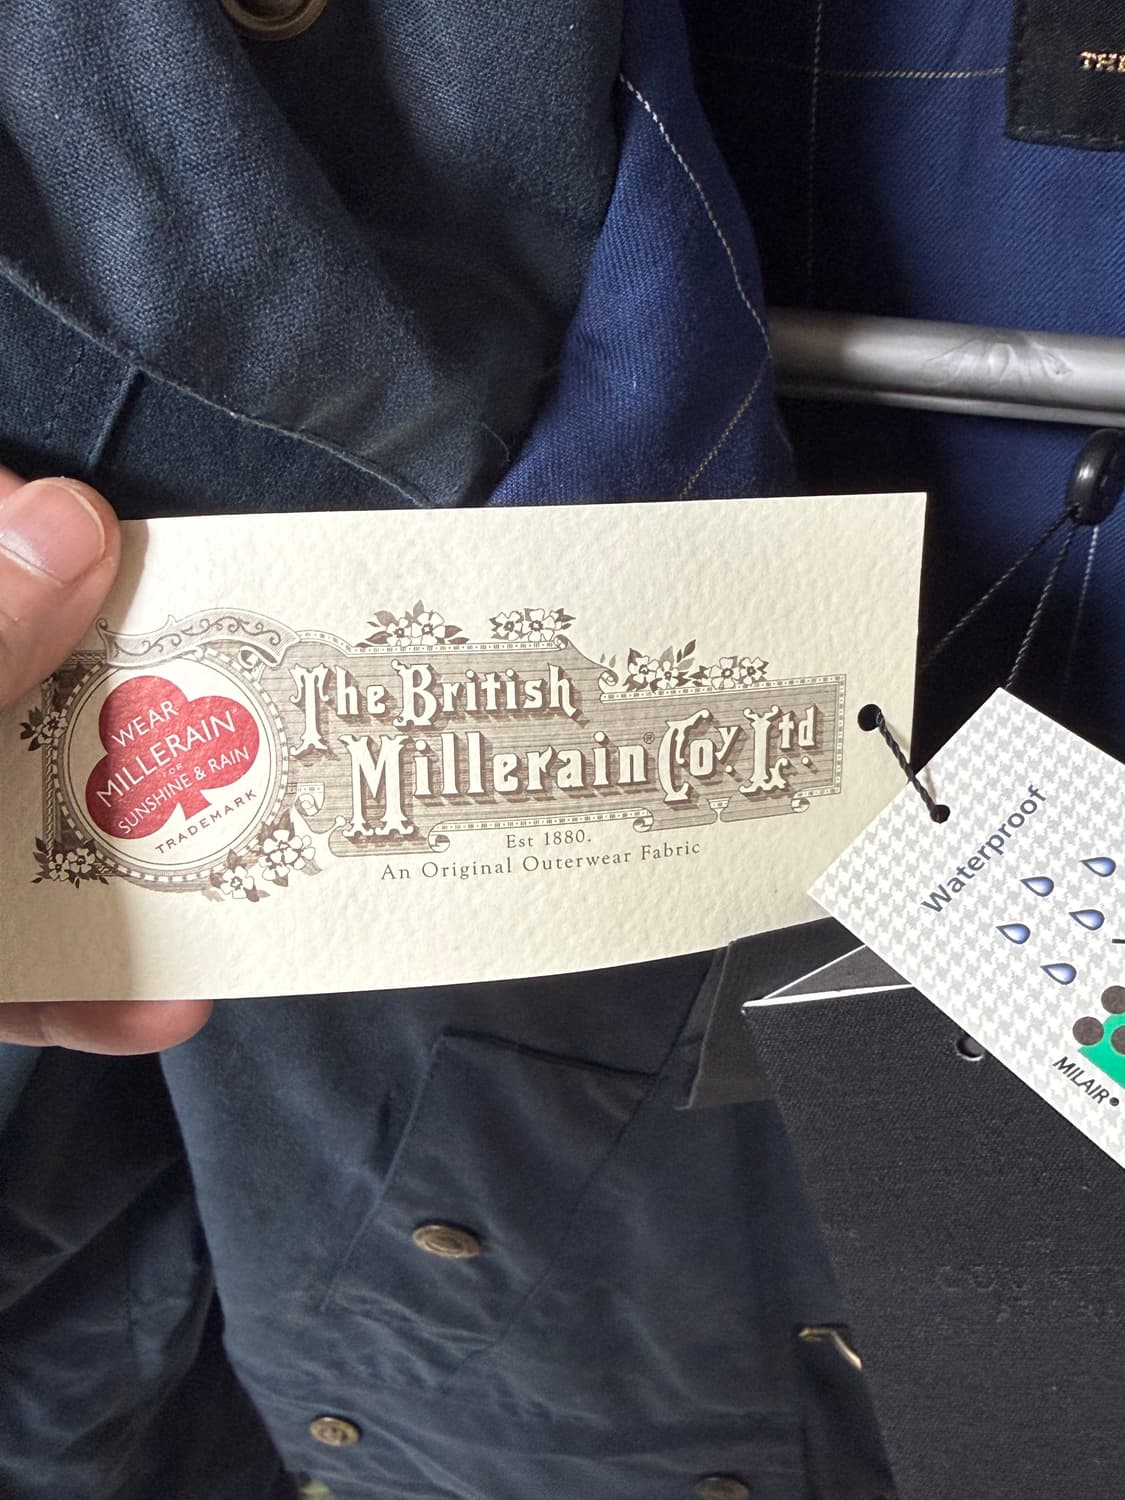 THE
WEAR
MILLERAIN
FOR
SUNSHINE & RAIN
TRADEMARK
The British
Millerain® Coy. Ltd.
Est 1880.
An Original Outerwear Fabric
Waterproof
MILAIR®